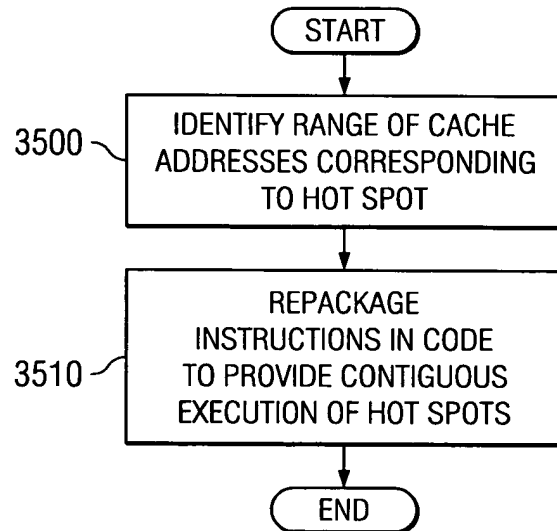 START
3500
IDENTIFY RANGE OF CACHE
ADDRESSES CORRESPONDING
TO HOT SPOT
3510
REPACKAGE
INSTRUCTIONS IN CODE
TO PROVIDE CONTIGUOUS
EXECUTION OF HOT SPOTS
END